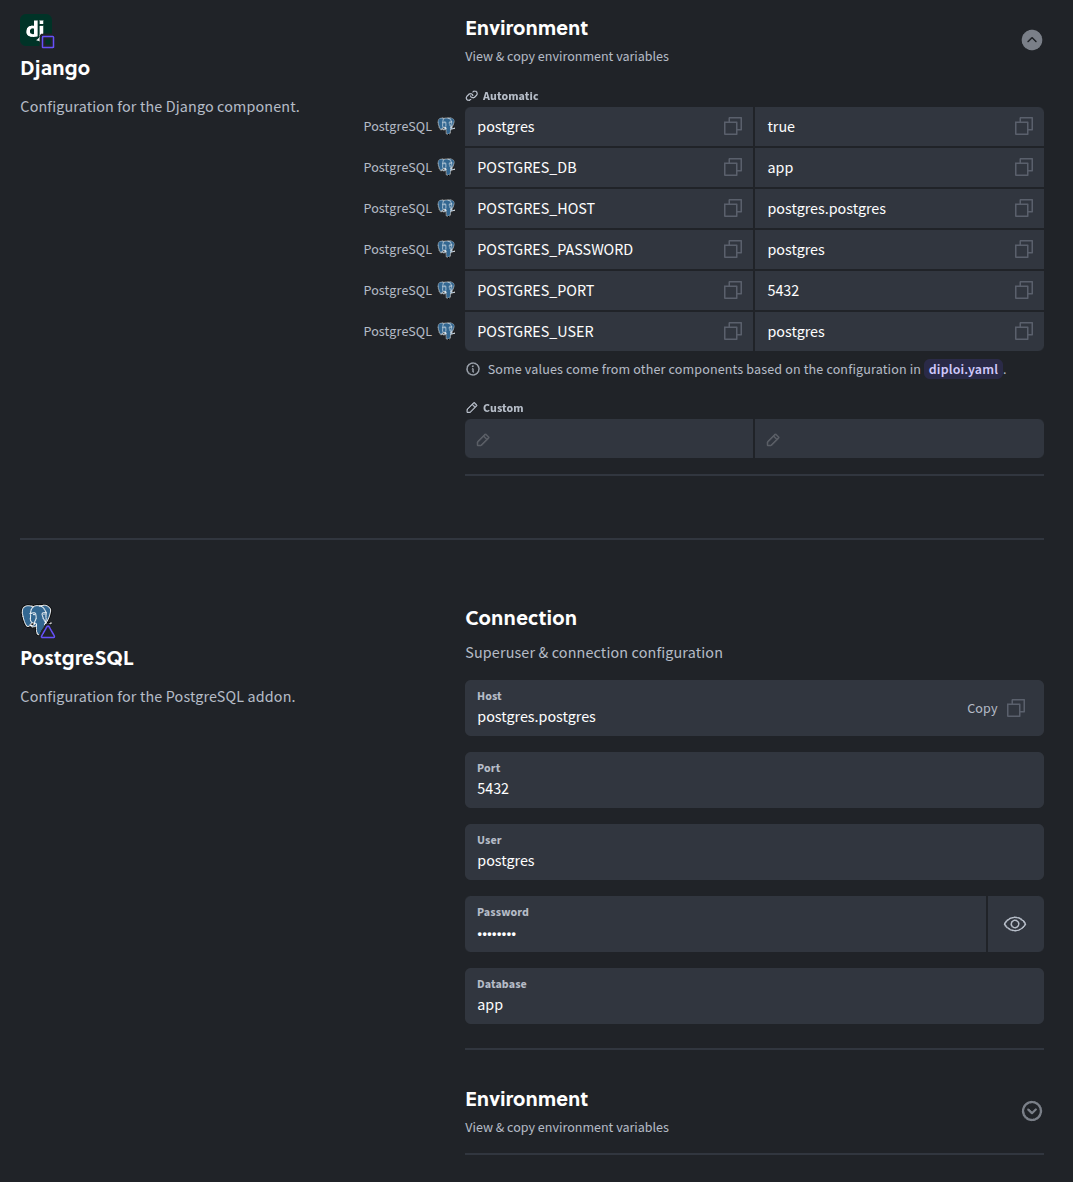 dj
Django
Configuration for the Django component.
Environment
View & copy environment variables
Automatic
PostgreSQL postgres true
PostgreSQL POSTGRES_DB app
PostgreSQL POSTGRES_HOST postgres.postgres
PostgreSQL POSTGRES_PASSWORD postgres
PostgreSQL POSTGRES_PORT 5432
PostgreSQL POSTGRES_USER postgres
Some values come from other components based on the configuration in diploi.yaml .
Custom
PostgreSQL
Configuration for the PostgreSQL addon.
Connection
Superuser & connection configuration
Host
postgres.postgres
Copy
Port
5432
User
postgres
Password
••••••••
Database
app
Environment
View & copy environment variables